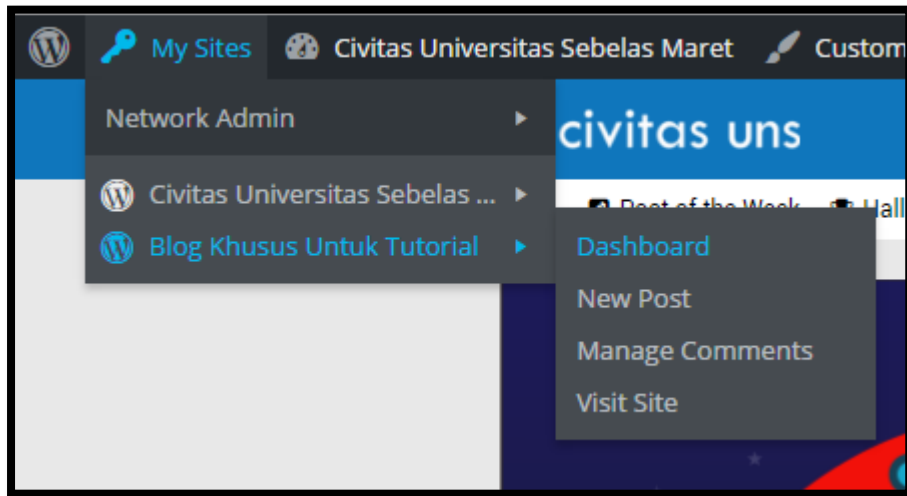 My Sites Civitas Universitas Sebelas Maret Custom
Network Admin
civitas uns
Civitas Universitas Sebelas ...
Blog Khusus Untuk Tutorial
Dashboard
New Post
Manage Comments
Visit Site